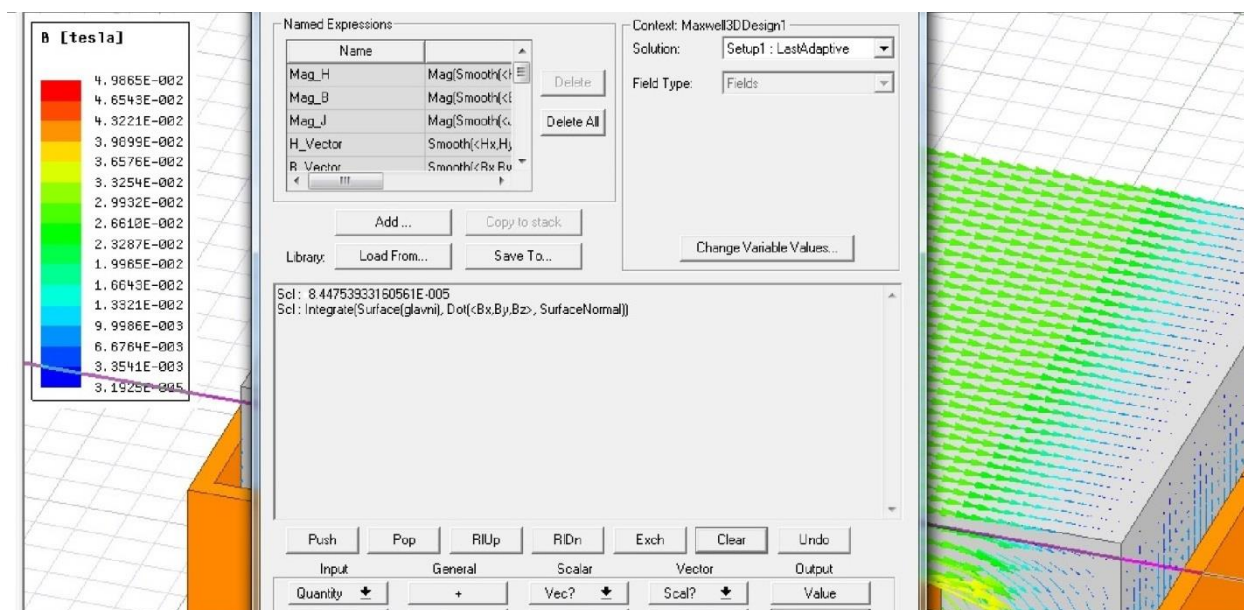 B [tesla]
4.9865E-002
4.6543E-002
4.3221E-002
3.9899E-002
3.6576E-002
3.3254E-002
2.9932E-002
2.6610E-002
2.3287E-002
1.9965E-002
1.6643E-002
1.3321E-002
9.9986E-003
6.6764E-003
3.3541E-003
3.1925E-005
Named Expressions
Name
Mag_H Mag(Smooth(<H
Mag_B Mag(Smooth(<B
Mag_J Mag(Smooth(<J
H_Vector Smooth(<Hx,Hy
B_Vector Smooth(<Bx,By
Delete
Delete All
Add ...
Copy to stack
Library:
Load From...
Save To...
Context: Maxwell3DDesign1
Solution: Setup1 : LastAdaptive
Field Type: Fields
Change Variable Values...
Scl : 8.44753933160561E-005
Scl : Integrate(Surface(glavni), Dot(<Bx,By,Bz>, SurfaceNormal))
Push Pop RlUp RlDn Exch Clear Undo
Input General Scalar Vector Output
Quantity + Vec? Scal? Value